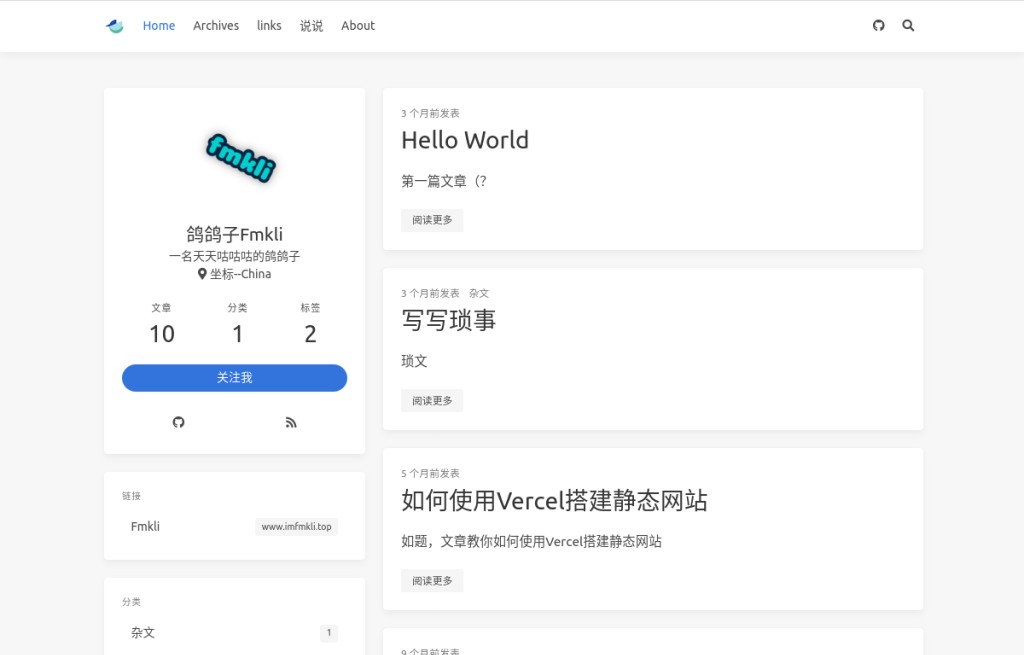 Home Archives links 说说 About
fmkli
鸽鸽子Fmkli
一名天天咕咕咕的鸽鸽子
坐标--China
文章 分类 标签
10 1 2
关注我
链接
Fmkli www.imfmkli.top
分类
杂文 1
3 个月前发表
Hello World
第一篇文章（？
阅读更多
3 个月前发表 杂文
写写琐事
琐文
阅读更多
5 个月前发表
如何使用Vercel搭建静态网站
如题，文章教你如何使用Vercel搭建静态网站
阅读更多
9 个月前发表